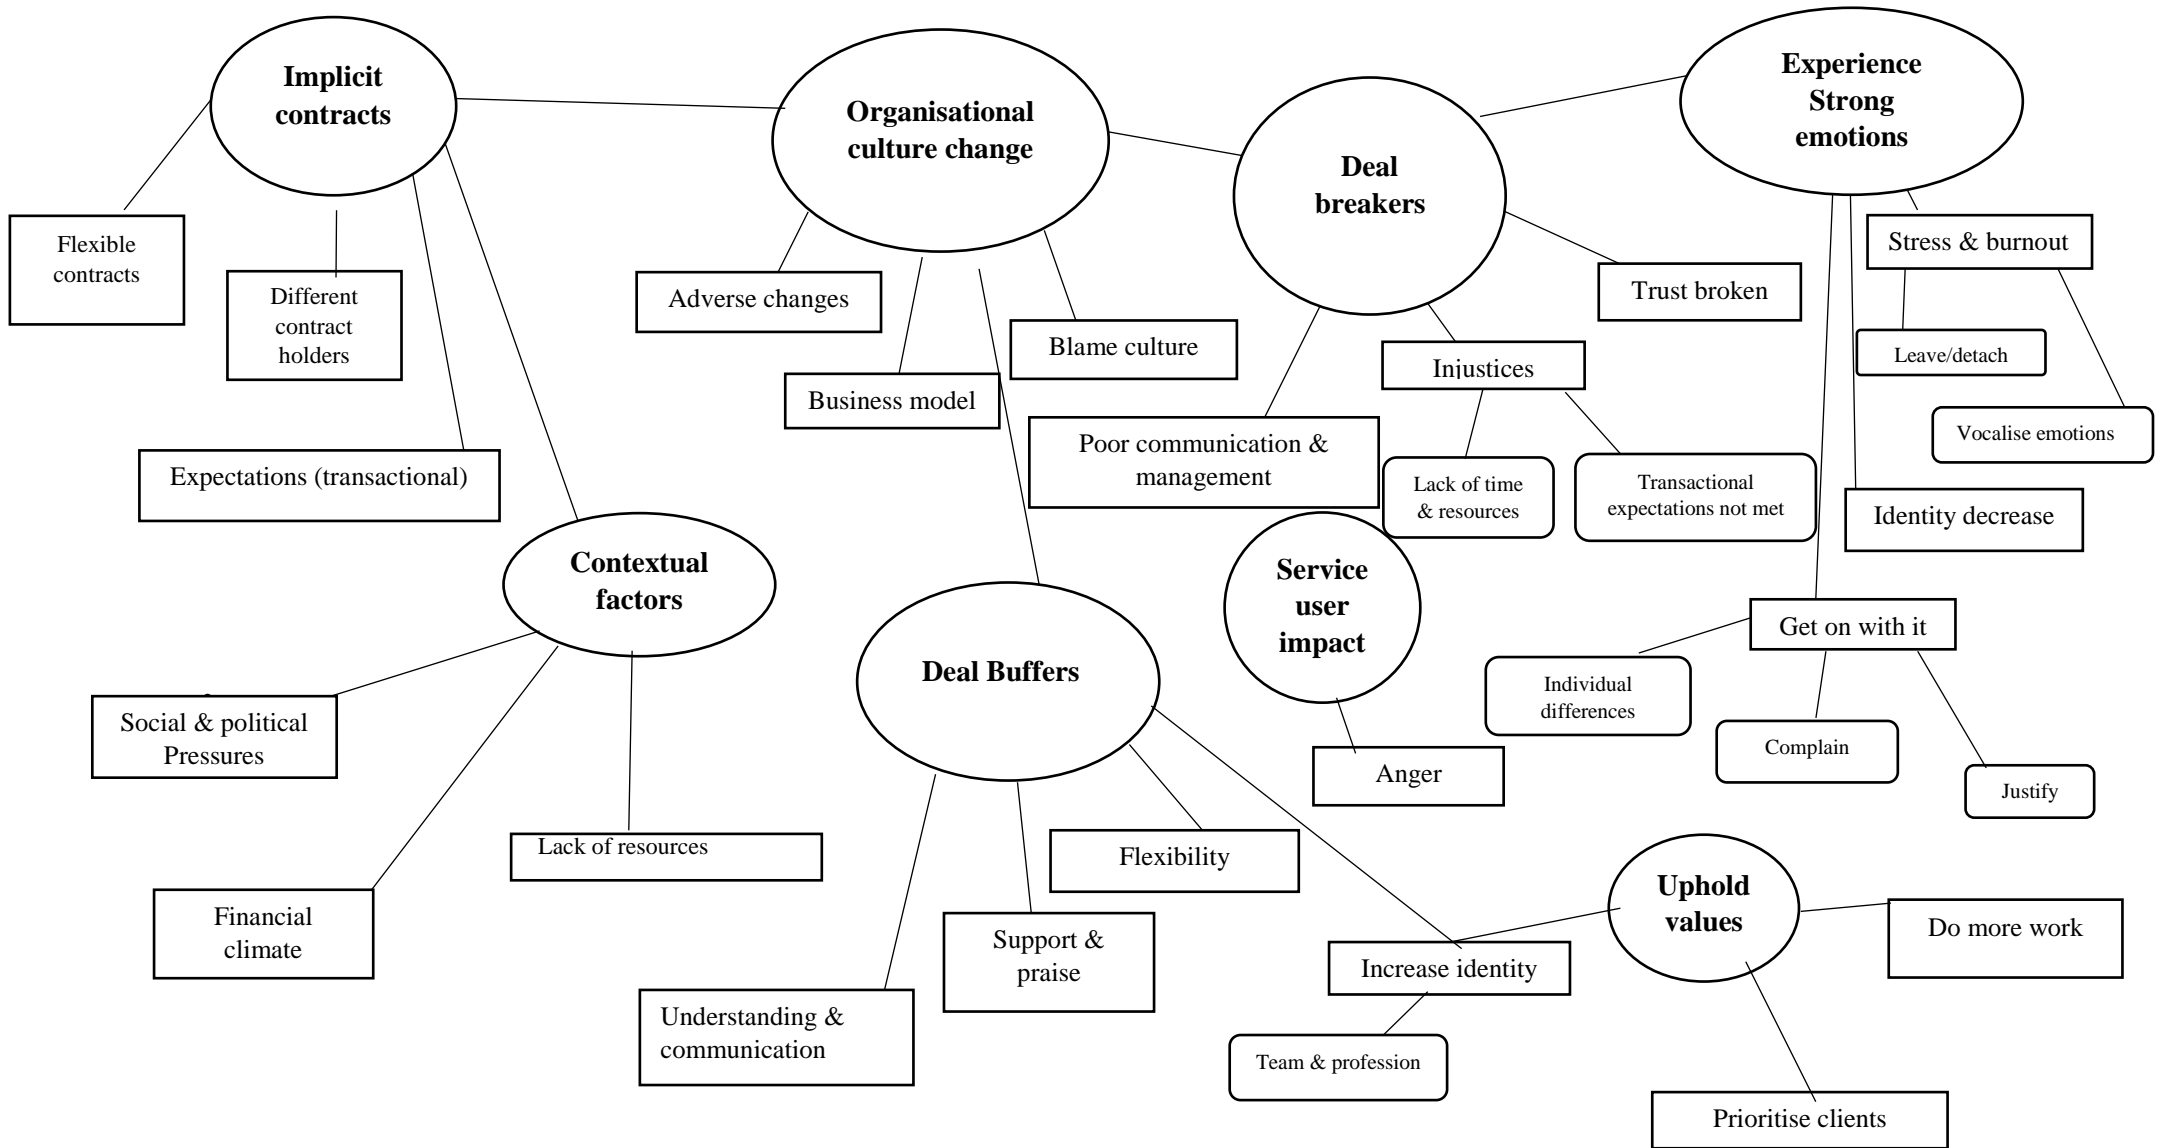 Implicit
contracts
Organisational
culture change
Deal
breakers
Experience
Strong
emotions
Flexible
contracts
Different
contract
holders
Expectations (transactional)
Adverse changes
Business model
Blame culture
Trust broken
Injustices
Poor communication &
management
Lack of time
& resources
Transactional
expectations not met
Stress & burnout
Leave/detach
Vocalise emotions
Identity decrease
Get on with it
Individual
differences
Complain
Justify
Contextual
factors
Social & political
Pressures
Financial
climate
Lack of resources
Deal Buffers
Understanding &
communication
Support &
praise
Flexibility
Increase identity
Team & profession
Service
user
impact
Anger
Uphold
values
Do more work
Prioritise clients